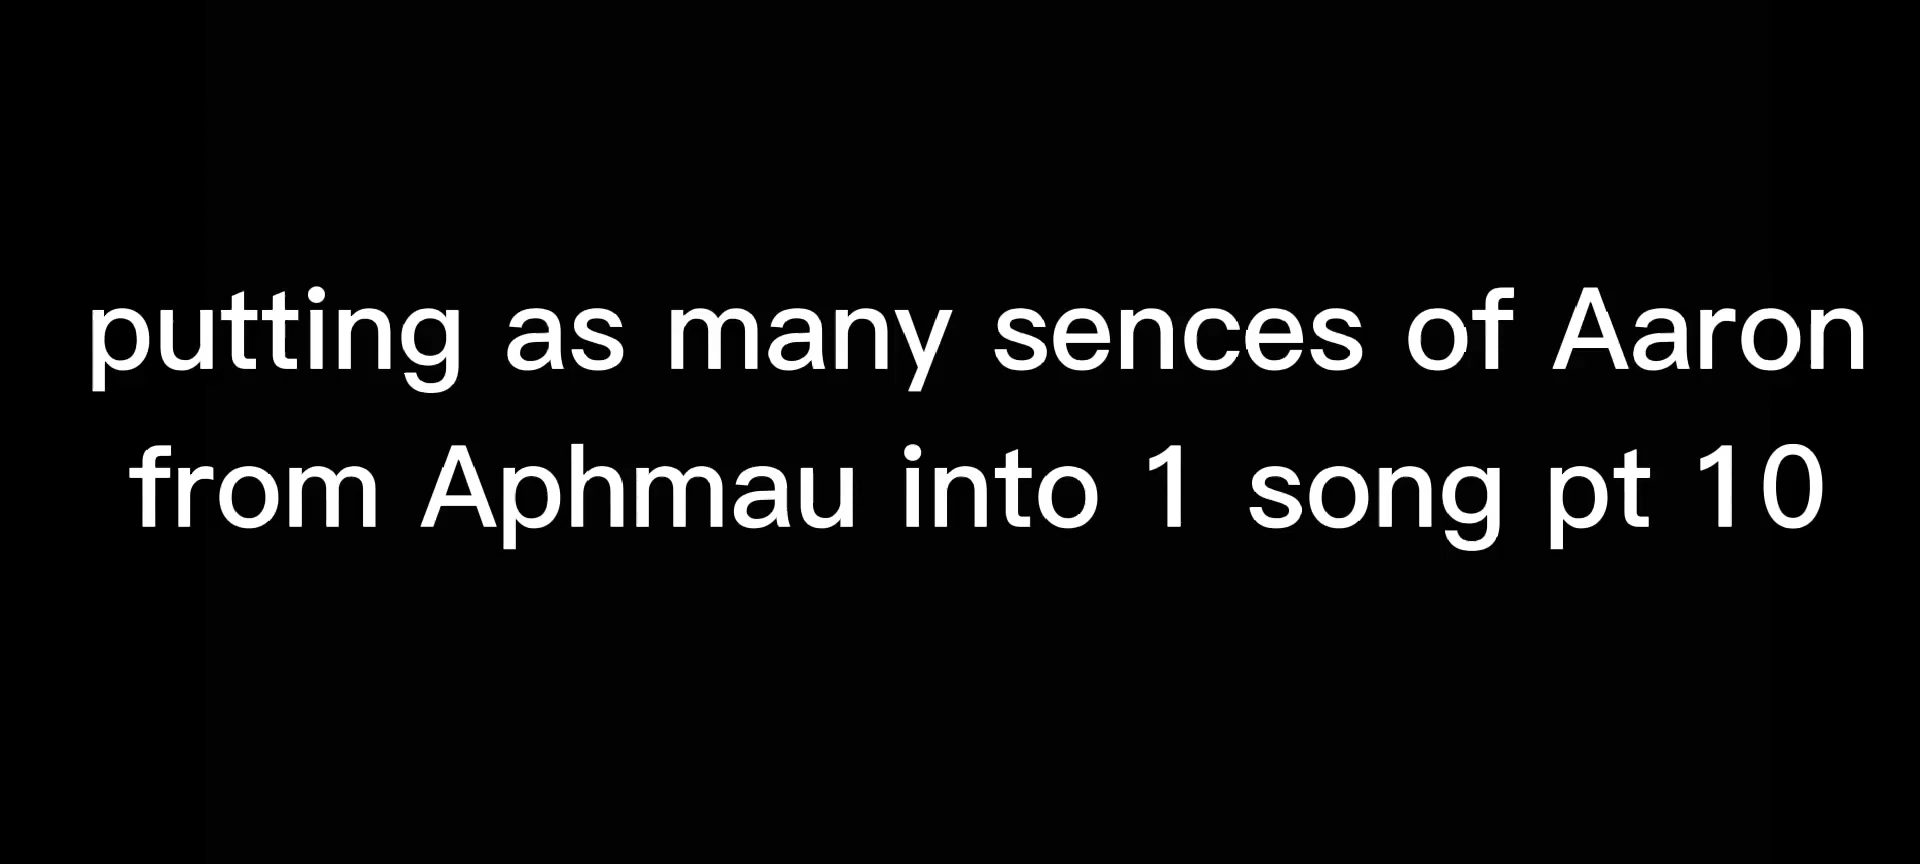 putting as many sences of Aaron
from Aphmau into 1 song pt 10